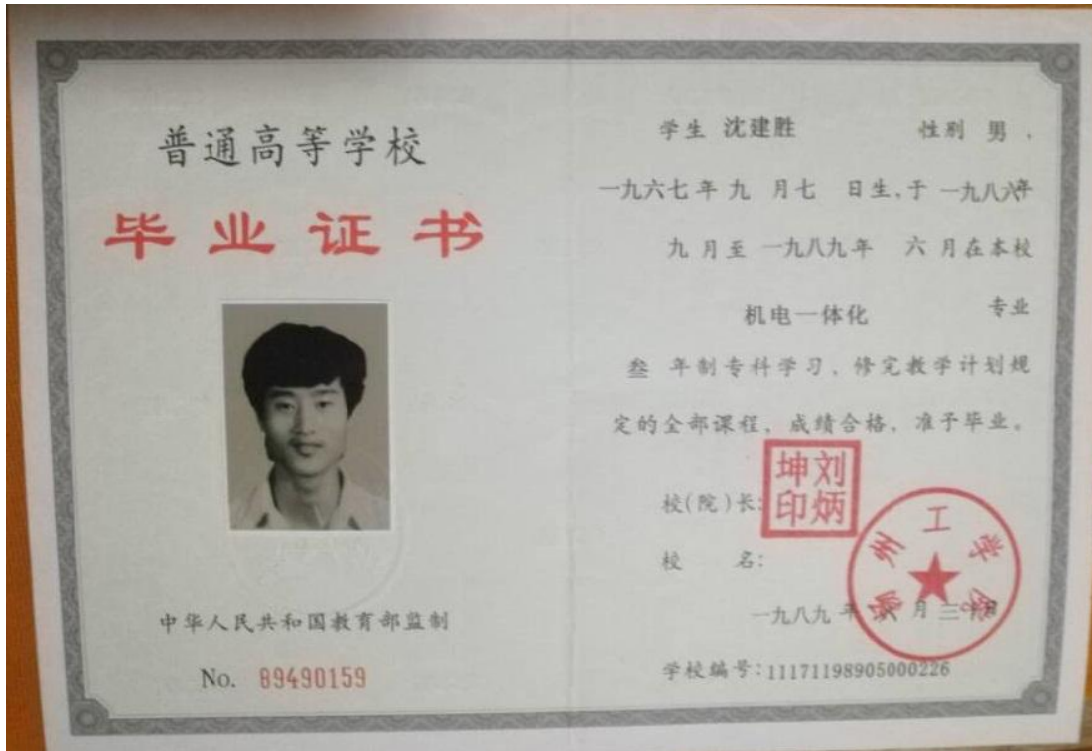 普通高等学校
毕业证书
中华人民共和国教育部监制
No. 89490159
学生 沈建胜 性别 男,
一九六七年 九 月七 日生,于 一九八六年
九 月至 一九八九年 六 月在本校
机电一体化 专业
叁 年制专科学习、修完教学计划规
定的全部课程,成绩合格,准予毕业。
校(院)长:
刘炳坤印
校 名:
州工学院
一九八九 年 月 三十日
学校编号:111711198905000226